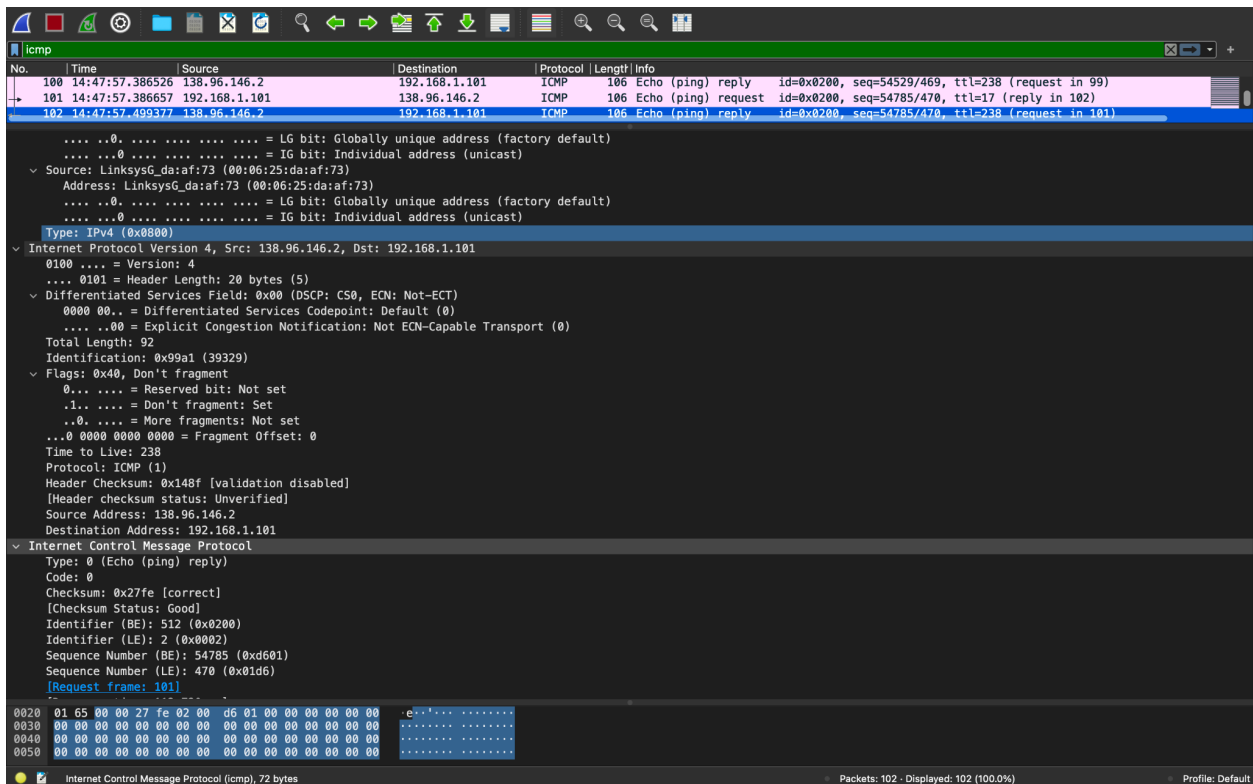 icmp
No. Time Source Destination Protocol Length Info
100 14:47:57.386526 138.96.146.2 192.168.1.101 ICMP 106 Echo (ping) reply id=0x0200, seq=54529/469, ttl=238 (request in 99)
101 14:47:57.386657 192.168.1.101 138.96.146.2 ICMP 106 Echo (ping) request id=0x0200, seq=54785/470, ttl=17 (reply in 102)
102 14:47:57.499377 138.96.146.2 192.168.1.101 ICMP 106 Echo (ping) reply id=0x0200, seq=54785/470, ttl=238 (request in 101)
.... ..0. .... .... .... .... = LG bit: Globally unique address (factory default)
.... ...0 .... .... .... .... = IG bit: Individual address (unicast)
Source: LinksysG_da:af:73 (00:06:25:da:af:73)
Address: LinksysG_da:af:73 (00:06:25:da:af:73)
.... ..0. .... .... .... .... = LG bit: Globally unique address (factory default)
.... ...0 .... .... .... .... = IG bit: Individual address (unicast)
Type: IPv4 (0x0800)
Internet Protocol Version 4, Src: 138.96.146.2, Dst: 192.168.1.101
0100 .... = Version: 4
.... 0101 = Header Length: 20 bytes (5)
Differentiated Services Field: 0x00 (DSCP: CS0, ECN: Not-ECT)
0000 00.. = Differentiated Services Codepoint: Default (0)
.... ..00 = Explicit Congestion Notification: Not ECN-Capable Transport (0)
Total Length: 92
Identification: 0x99a1 (39329)
Flags: 0x40, Don't fragment
0... .... = Reserved bit: Not set
.1.. .... = Don't fragment: Set
..0. .... = More fragments: Not set
...0 0000 0000 0000 = Fragment Offset: 0
Time to Live: 238
Protocol: ICMP (1)
Header Checksum: 0x148f [validation disabled]
[Header checksum status: Unverified]
Source Address: 138.96.146.2
Destination Address: 192.168.1.101
Internet Control Message Protocol
Type: 0 (Echo (ping) reply)
Code: 0
Checksum: 0x27fe [correct]
[Checksum Status: Good]
Identifier (BE): 512 (0x0200)
Identifier (LE): 2 (0x0002)
Sequence Number (BE): 54785 (0xd601)
Sequence Number (LE): 470 (0x01d6)
[Request frame: 101]
0020 01 65 00 00 27 fe 02 00 d6 01 00 00 00 00 00 00 ·e··'··· ········
0030 00 00 00 00 00 00 00 00 00 00 00 00 00 00 00 00 ········ ········
0040 00 00 00 00 00 00 00 00 00 00 00 00 00 00 00 00 ········ ········
0050 00 00 00 00 00 00 00 00 00 00 00 00 00 00 00 00 ········ ········
Internet Control Message Protocol (icmp), 72 bytes Packets: 102 · Displayed: 102 (100.0%) Profile: Default